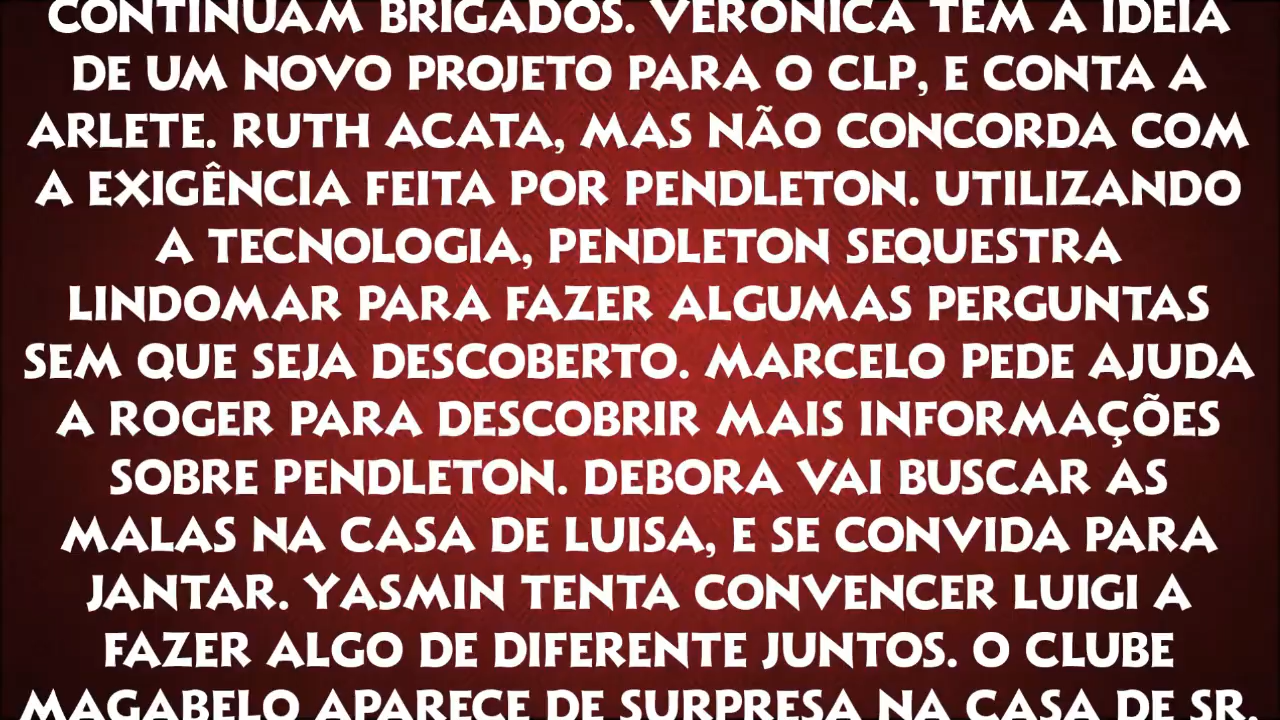 CONTINUAM BRIGADOS. VERÔNICA TEM A IDEIA
DE UM NOVO PROJETO PARA O CLP, E CONTA A
ARLETE. RUTH ACATA, MAS NÃO CONCORDA COM
A EXIGÊNCIA FEITA POR PENDLETON. UTILIZANDO
A TECNOLOGIA, PENDLETON SEQUESTRA
LINDOMAR PARA FAZER ALGUMAS PERGUNTAS
SEM QUE SEJA DESCOBERTO. MARCELO PEDE AJUDA
A ROGER PARA DESCOBRIR MAIS INFORMAÇÕES
SOBRE PENDLETON. DEBORA VAI BUSCAR AS
MALAS NA CASA DE LUISA, E SE CONVIDA PARA
JANTAR. YASMIN TENTA CONVENCER LUIGI A
FAZER ALGO DE DIFERENTE JUNTOS. O CLUBE
MAGABELO APARECE DE SURPRESA NA CASA DE SR.